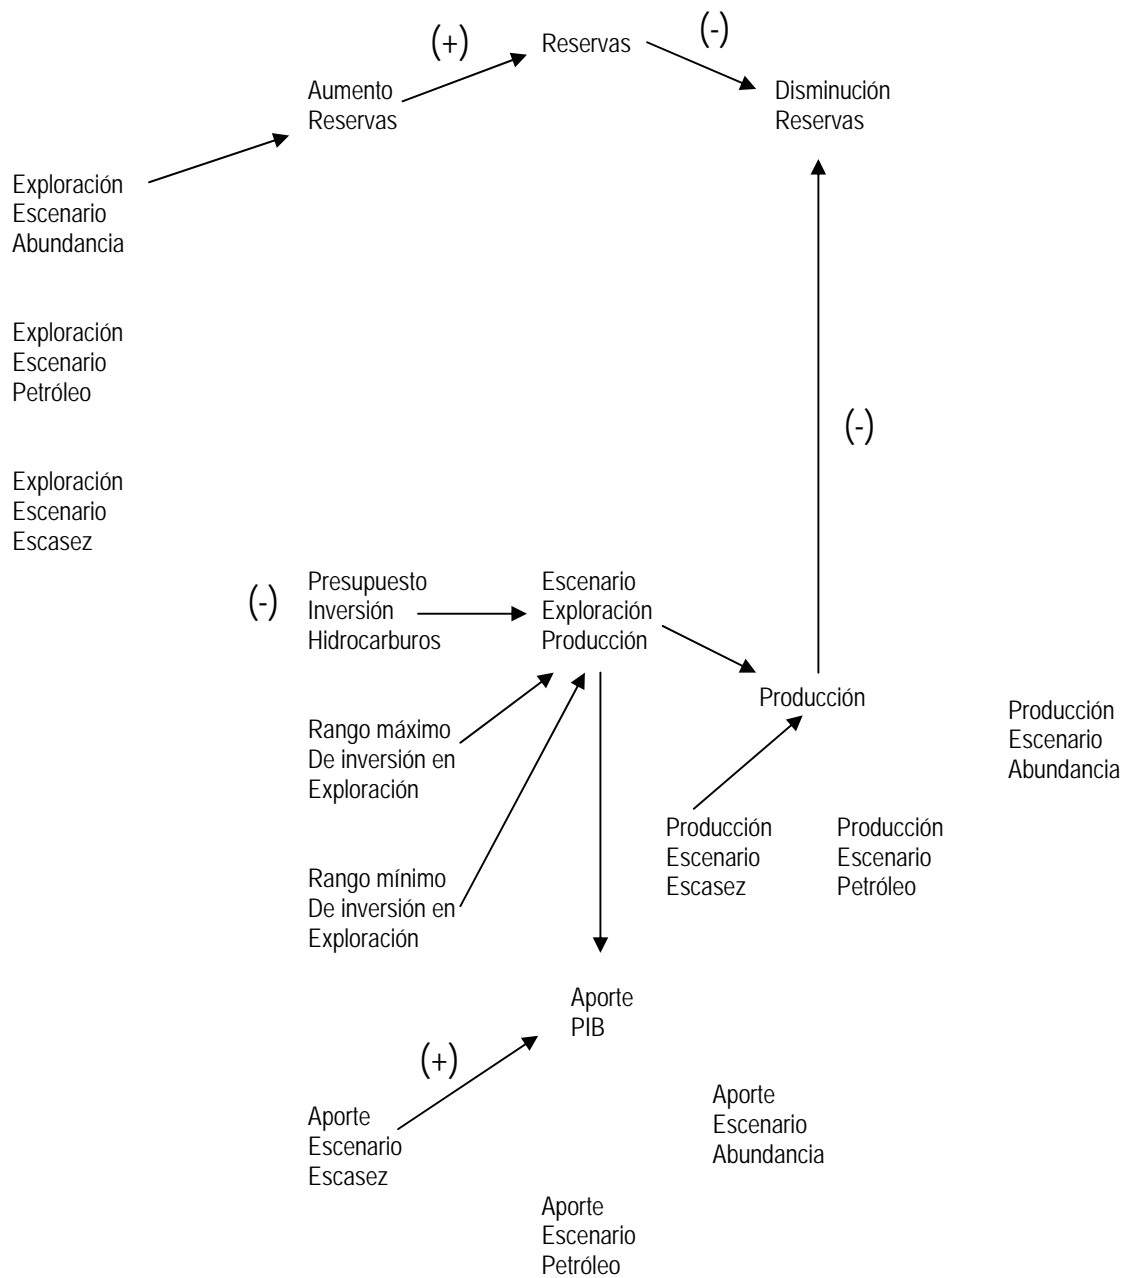 (+)
Reservas
(-)
Aumento
Reservas
Disminución
Reservas
Exploración
Escenario
Abundancia
Exploración
Escenario
Petróleo
(-)
Exploración
Escenario
Escasez
(-)
Presupuesto
Inversión
Hidrocarburos
Escenario
Exploración
Producción
Producción
Rango máximo
De inversión en
Exploración
Producción
Escenario
Abundancia
Producción
Escenario
Escasez
Producción
Escenario
Petróleo
Rango mínimo
De inversión en
Exploración
Aporte
PIB
(+)
Aporte
Escenario
Escasez
Aporte
Escenario
Abundancia
Aporte
Escenario
Petróleo